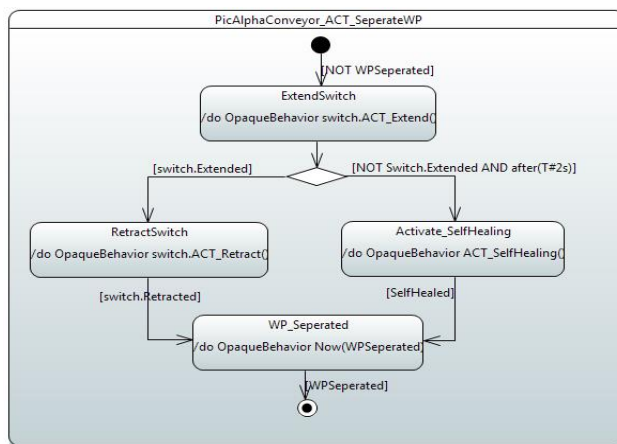 PicAlphaConveyor_ACT_SeperateWP
[NOT WPSeperated]
ExtendSwitch
/do OpaqueBehavior switch.ACT_Extend()
[switch.Extended]
[NOT Switch.Extended AND after(T#2s)]
RetractSwitch
/do OpaqueBehavior switch.ACT_Retract()
Activate_SelfHealing
/do OpaqueBehavior ACT_SelfHealing()
[switch.Retracted]
[SelfHealed]
WP_Seperated
/do OpaqueBehavior Now(WPSeperated)
[WPSeperated]